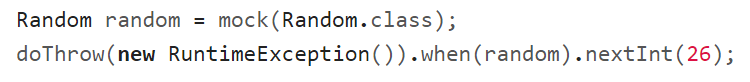 Random random = mock(Random.class);
doThrow(new RuntimeException()).when(random).nextInt(26);